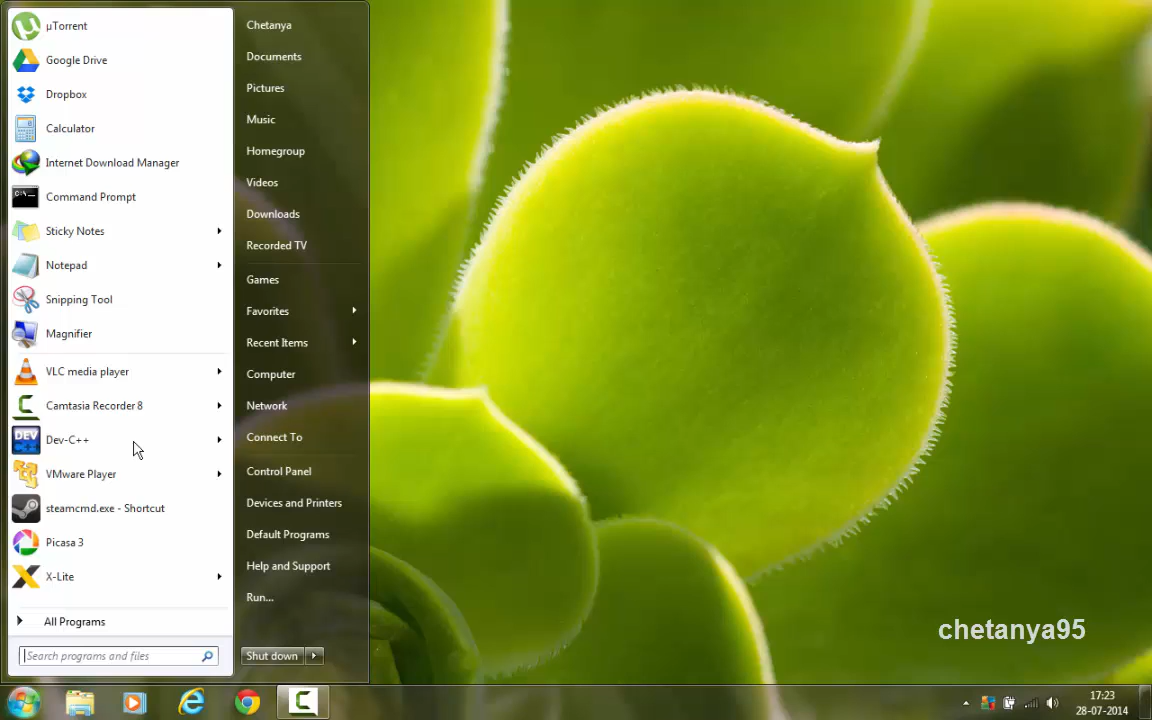 µTorrent
Google Drive
Dropbox
Calculator
Internet Download Manager
Command Prompt
Sticky Notes
Notepad
Snipping Tool
Magnifier
VLC media player
Camtasia Recorder 8
DEV
C++
Dev-C++
VMware Player
steamcmd.exe - Shortcut
Picasa 3
X-Lite
All Programs
Search programs and files
Chetanya
Documents
Pictures
Music
Homegroup
Videos
Downloads
Recorded TV
Games
Favorites
Recent Items
Computer
Network
Connect To
Control Panel
Devices and Printers
Default Programs
Help and Support
Run...
Shut down
chetanya95
17:23
28-07-2014